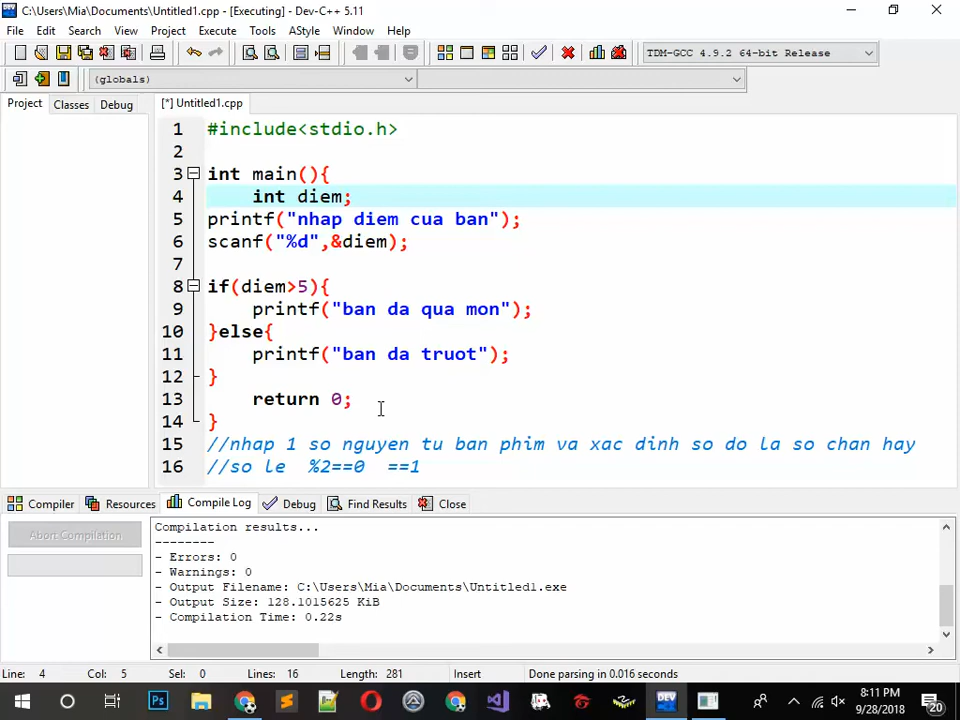 C:\Users\Mia\Documents\Untitled1.cpp - [Executing] - Dev-C++ 5.11
File Edit Search View Project Execute Tools AStyle Window Help
TDM-GCC 4.9.2 64-bit Release
(globals)
Project Classes Debug [*] Untitled1.cpp
1 #include<stdio.h>
2
3 int main(){
4 int diem;
5 printf("nhap diem cua ban");
6 scanf("%d",&diem);
7
8 if(diem>5){
9 printf("ban da qua mon");
10 }else{
11 printf("ban da truot");
12 }
13 return 0;
14 }
15 //nhap 1 so nguyen tu ban phim va xac dinh so do la so chan hay
16 //so le %2==0 ==1
Compiler Resources Compile Log Debug Find Results Close
Abort Compilation
Compilation results...
--------
- Errors: 0
- Warnings: 0
- Output Filename: C:\Users\Mia\Documents\Untitled1.exe
- Output Size: 128.1015625 KiB
- Compilation Time: 0.22s
Line: 4 Col: 5 Sel: 0 Lines: 16 Length: 281 Insert Done parsing in 0.016 seconds
Ps DEV 8:11 PM
9/28/2018 20